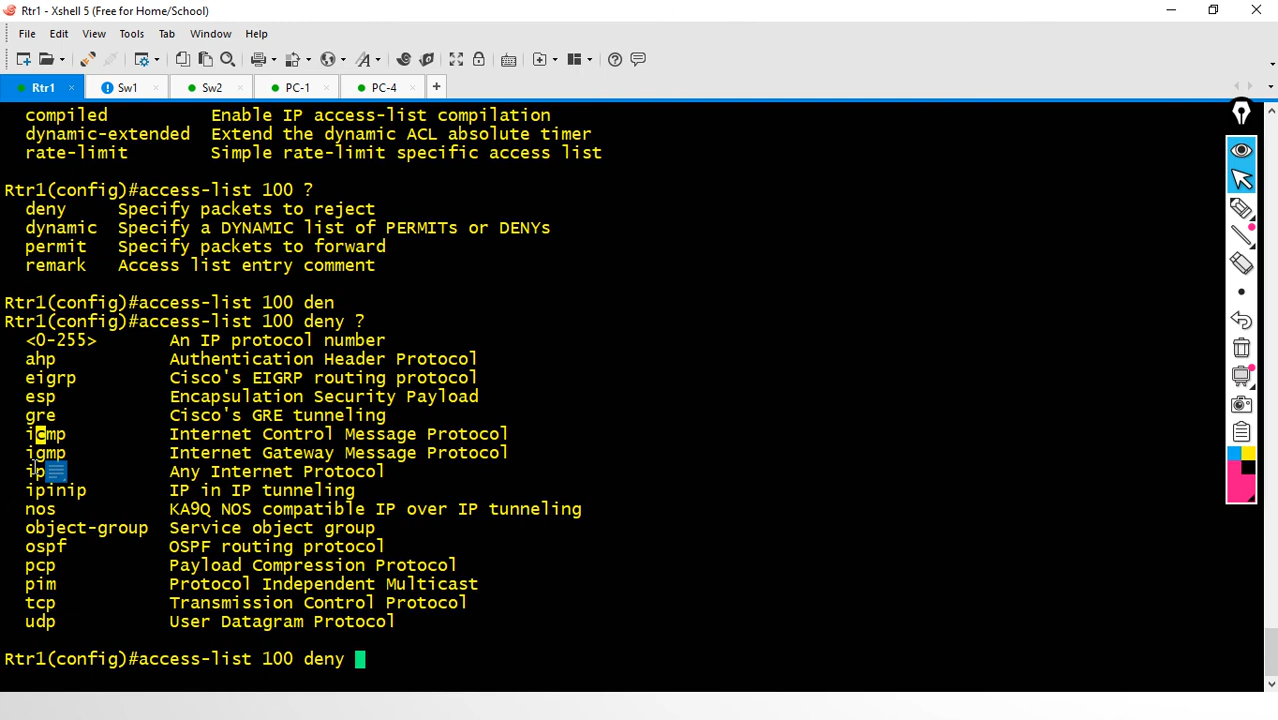 Rtr1 - Xshell 5 (Free for Home/School)
File Edit View Tools Tab Window Help
Rtr1 Sw1 Sw2 PC-1 PC-4
compiled Enable IP access-list compilation
dynamic-extended Extend the dynamic ACL absolute timer
rate-limit Simple rate-limit specific access list
Rtr1(config)#access-list 100 ?
deny Specify packets to reject
dynamic Specify a DYNAMIC list of PERMITs or DENYs
permit Specify packets to forward
remark Access list entry comment
Rtr1(config)#access-list 100 den
Rtr1(config)#access-list 100 deny ?
<0-255> An IP protocol number
ahp Authentication Header Protocol
eigrp Cisco's EIGRP routing protocol
esp Encapsulation Security Payload
gre Cisco's GRE tunneling
icmp Internet Control Message Protocol
igmp Internet Gateway Message Protocol
ip Any Internet Protocol
ipinip IP in IP tunneling
nos KA9Q NOS compatible IP over IP tunneling
object-group Service object group
ospf OSPF routing protocol
pcp Payload Compression Protocol
pim Protocol Independent Multicast
tcp Transmission Control Protocol
udp User Datagram Protocol
Rtr1(config)#access-list 100 deny